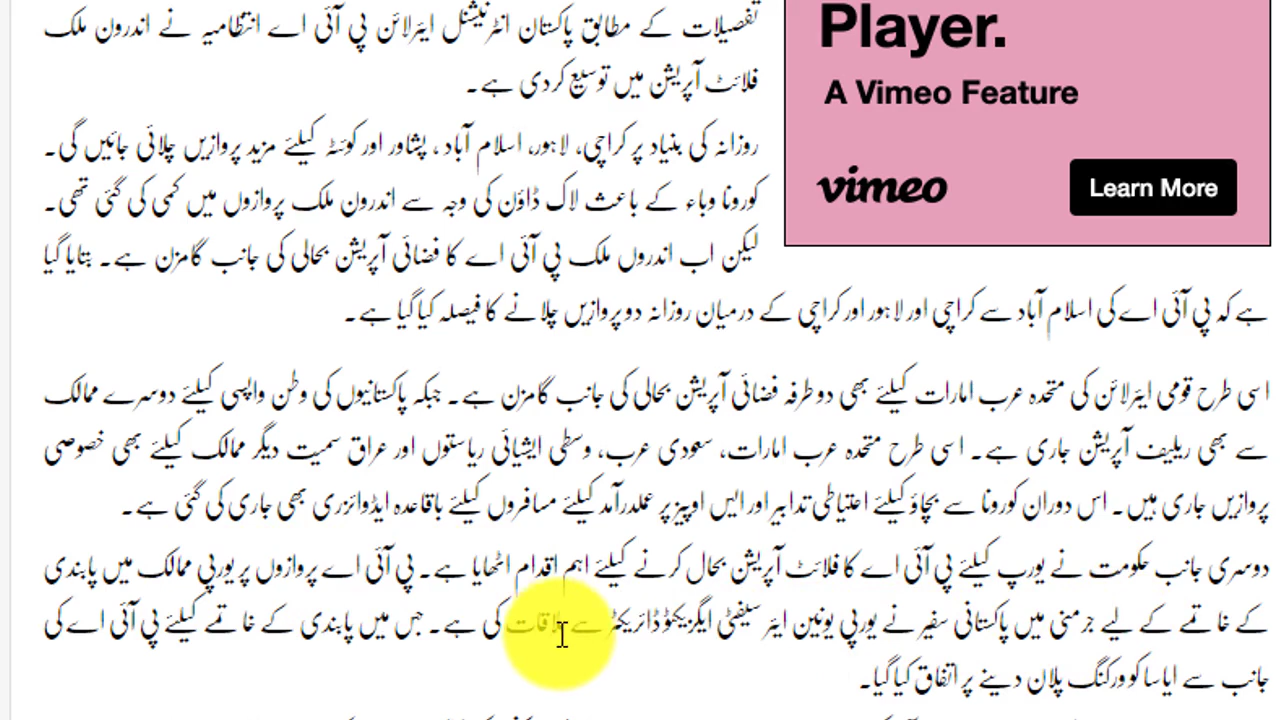 تفصیلات کے مطابق پاکستان انٹرنیشنل ایئرلائن پی آئی اے انتظامیہ نے اندرون ملک
فلائٹ آپریشن میں توسیع کردی ہے۔
روزانہ کی بنیاد پر کراچی، لاہور، اسلام آباد، پشاور اور کوئٹہ کیلئے مزید پروازیں چلائی جائیں گی۔
کورونا وباء کے باعث لاک ڈاؤن کی وجہ سے اندرون ملک پروازوں میں کمی کی گئی تھی۔
لیکن اب اندروں ملک پی آئی اے کا فضائی آپریشن بحالی کی جانب گامزن ہے۔ بتایا گیا
ہے کہ پی آئی اے کی اسلام آباد سے کراچی اور لاہور اور کراچی کے درمیان روزانہ دو پروازیں چلانے کا فیصلہ کیا گیا ہے۔
اسی طرح قومی ایئرلائن کی متحدہ عرب امارات کیلئے بھی دو طرفہ فضائی آپریشن بحالی کی جانب گامزن ہے۔ جبکہ پاکستانیوں کی وطن واپسی کیلئے دوسرے ممالک
سے بھی ریلیف آپریشن جاری ہے۔ اسی طرح متحدہ عرب امارات، سعودی عرب، وسطی ایشیائی ریاستوں اور عراق سمیت دیگر ممالک کیلئے بھی خصوصی
پروازیں جاری ہیں۔ اس دوران کورونا سے بچاؤ کیلئے احتیاطی تدابیر اور ایس او پیز پر عملدرآمد کیلئے مسافروں کیلئے باقاعدہ ایڈوائزری بھی جاری کی گئی ہے۔
دوسری جانب حکومت نے یورپ کیلئے پی آئی اے کا فلائٹ آپریشن بحال کرنے کیلئے اہم اقدام اٹھایا ہے۔ پی آئی اے پروازوں پر یورپی ممالک میں پابندی
کے خاتمے کے لیے جرمنی میں پاکستانی سفیر نے یورپی یونین ایئر سیفٹی ایگزیکٹو ڈائریکٹر سے ملاقات کی ہے۔ جس میں پابندی کے خاتمے کیلئے پی آئی اے کی
جانب سے ایاسا کو ورکنگ پلان دینے پر اتفاق کیا گیا۔
Player.
A Vimeo Feature
vimeo
Learn More